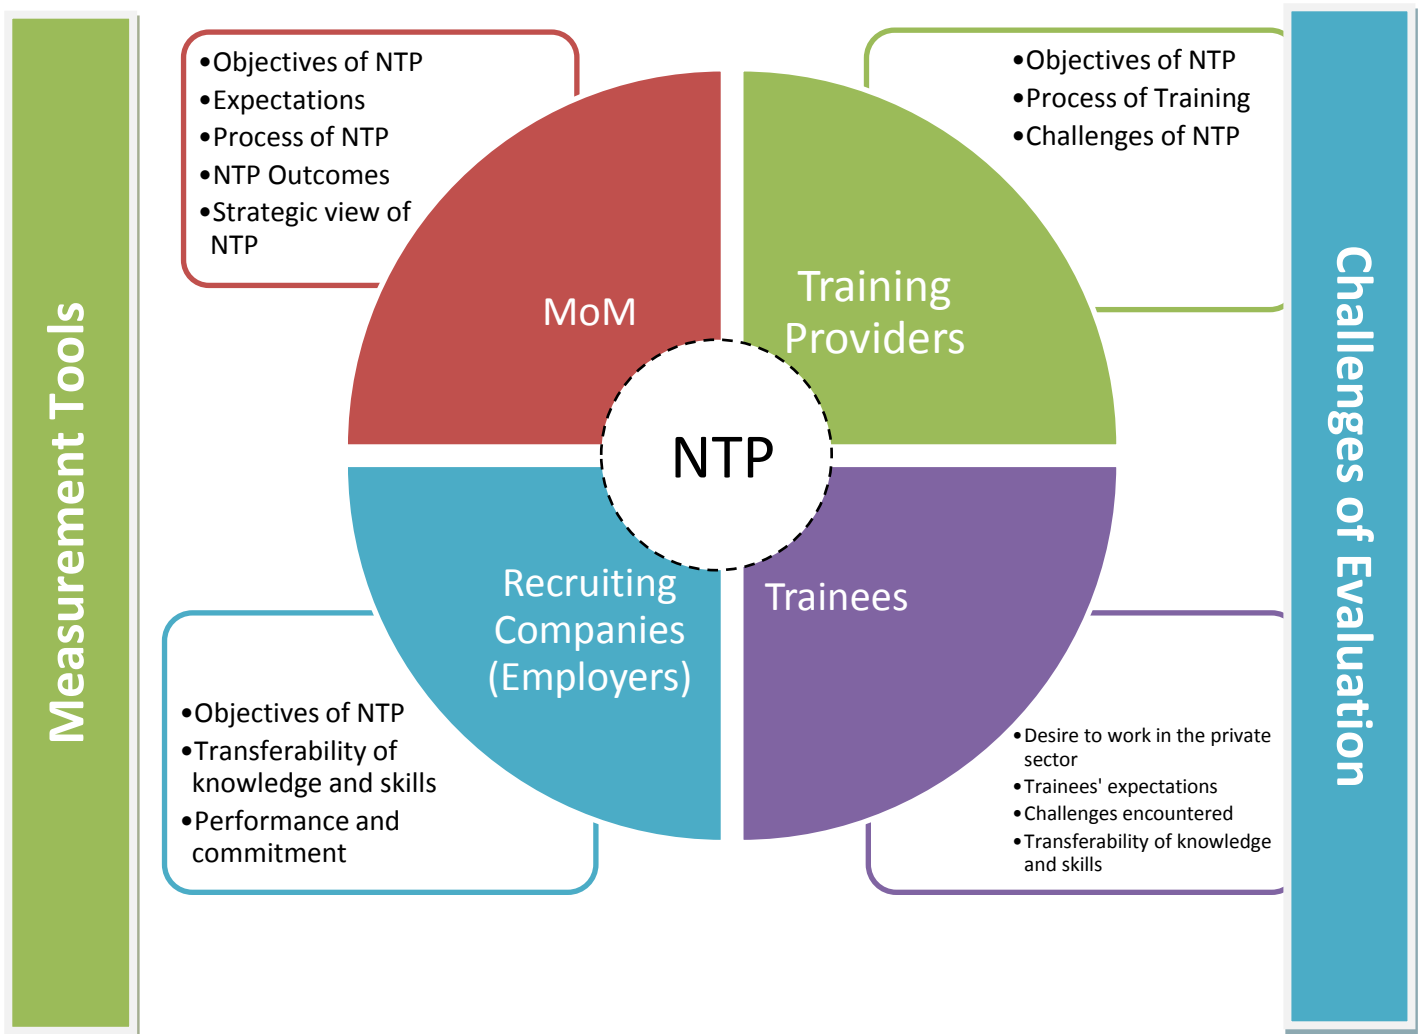 Measurement Tools
•Objectives of NTP
•Expectations
•Process of NTP
•NTP Outcomes
•Strategic view of
NTP
•Objectives of NTP
•Process of Training
•Challenges of NTP
MoM
Training
Providers
NTP
Recruiting
Companies
(Employers)
Trainees
•Objectives of NTP
•Transferability of
knowledge and skills
•Performance and
commitment
•Desire to work in the private
sector
•Trainees' expectations
•Challenges encountered
•Transferability of knowledge
and skills
Challenges of Evaluation